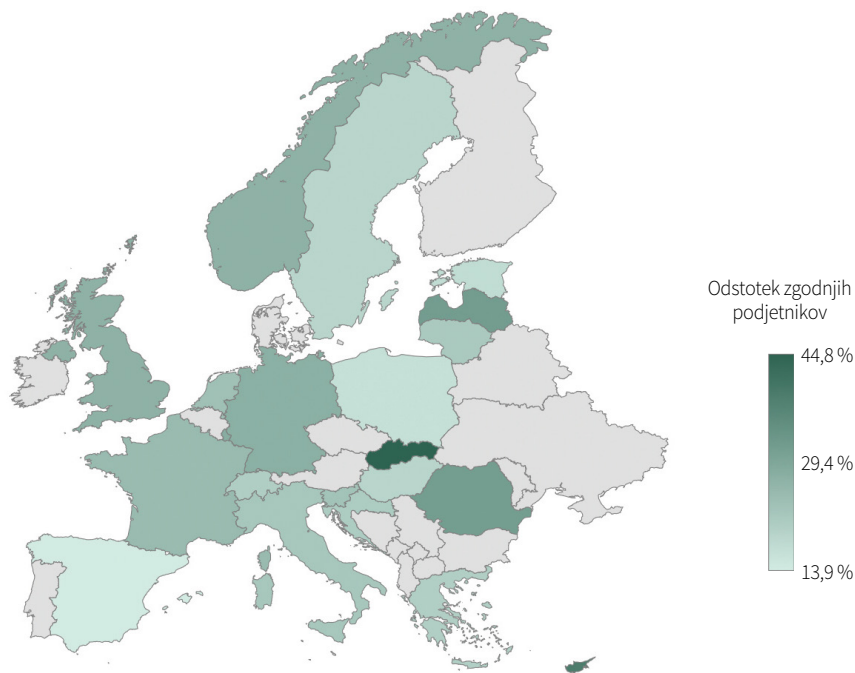 Odstotek zgodnjih
podjetnikov
44,8 %
29.4 %
13,9 %